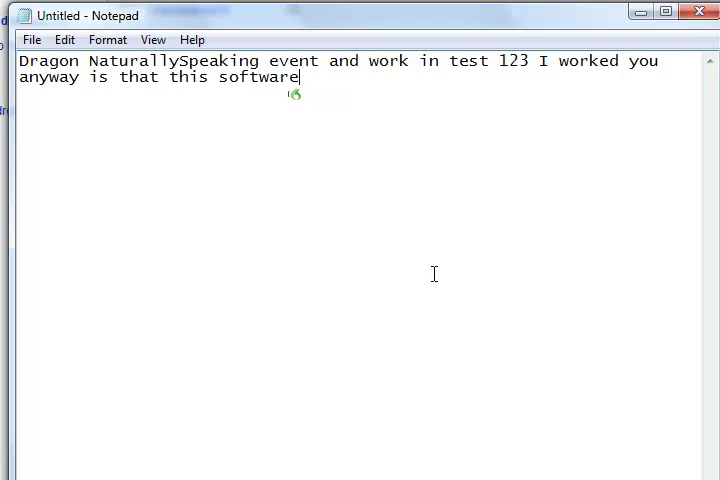 Untitled - Notepad
File Edit Format View Help
Dragon NaturallySpeaking event and work in test 123 I worked you
anyway is that this software